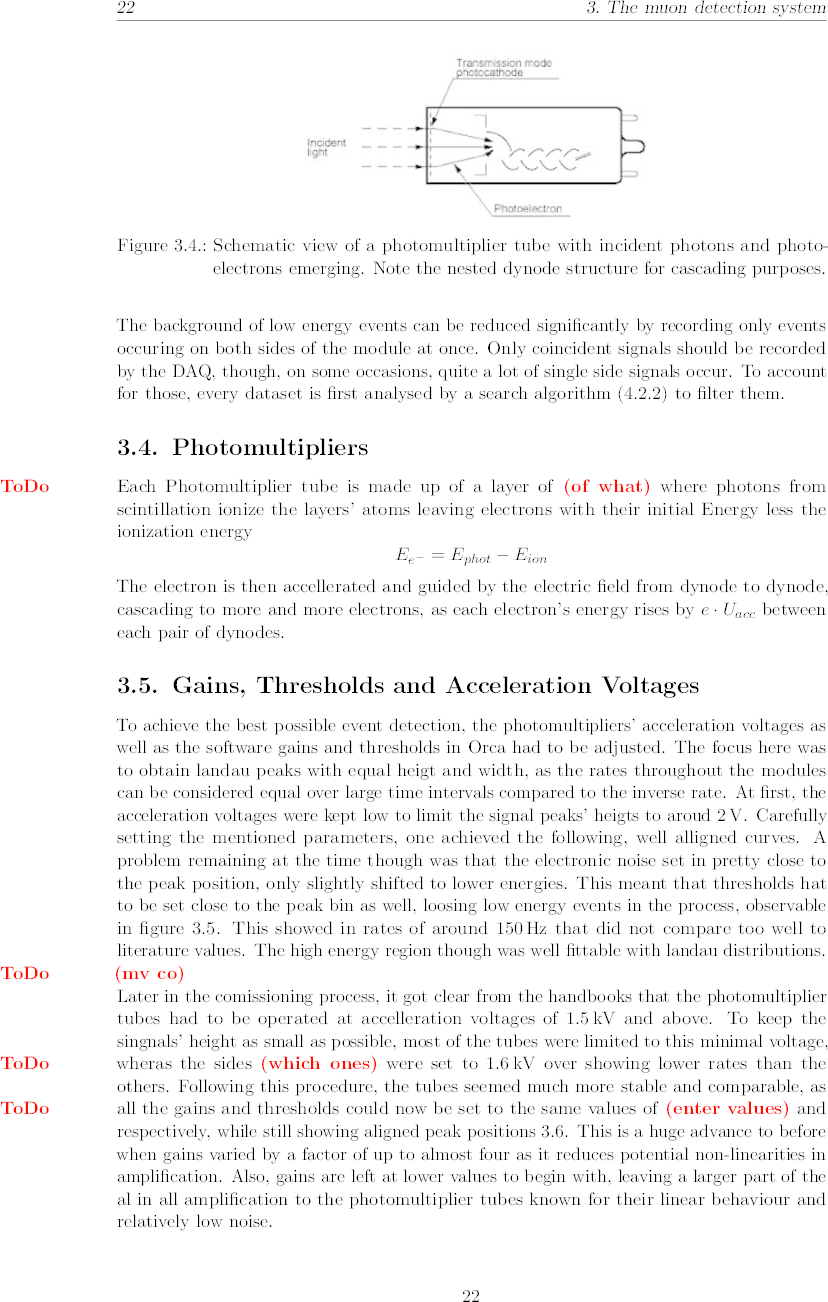 22 3. The muon detection system
Transmission mode
photocathode
Incident
light
Photoelectron
Figure 3.4.: Schematic view of a photomultiplier tube with incident photons and photo-
electrons emerging. Note the nested dynode structure for cascading purposes.
The background of low energy events can be reduced significantly by recording only events
occuring on both sides of the module at once. Only coincident signals should be recorded
by the DAQ, though, on some occasions, quite a lot of single side signals occur. To account
for those, every dataset is first analysed by a search algorithm (4.2.2) to filter them.
3.4. Photomultipliers
ToDo Each Photomultiplier tube is made up of a layer of (of what) where photons from
scintillation ionize the layers' atoms leaving electrons with their initial Energy less the
ionization energy
E_{e^-} = E_{phot} − E_{ion}
The electron is then accellerated and guided by the electric field from dynode to dynode,
cascading to more and more electrons, as each electron's energy rises by e · U_{acc} between
each pair of dynodes.
3.5. Gains, Thresholds and Acceleration Voltages
To achieve the best possible event detection, the photomultipliers' acceleration voltages as
well as the software gains and thresholds in Orca had to be adjusted. The focus here was
to obtain landau peaks with equal heigt and width, as the rates throughout the modules
can be considered equal over large time intervals compared to the inverse rate. At first, the
acceleration voltages were kept low to limit the signal peaks' heigts to aroud 2 V. Carefully
setting the mentioned parameters, one achieved the following, well alligned curves. A
problem remaining at the time though was that the electronic noise set in pretty close to
the peak position, only slightly shifted to lower energies. This meant that thresholds hat
to be set close to the peak bin as well, loosing low energy events in the process, observable
in figure 3.5. This showed in rates of around 150 Hz that did not compare too well to
literature values. The high energy region though was well fittable with landau distributions.
ToDo (mv co)
Later in the comissioning process, it got clear from the handbooks that the photomultiplier
tubes had to be operated at accelleration voltages of 1.5 kV and above. To keep the
singnals' height as small as possible, most of the tubes were limited to this minimal voltage,
ToDo wheras the sides (which ones) were set to 1.6 kV over showing lower rates than the
others. Following this procedure, the tubes seemed much more stable and comparable, as
ToDo all the gains and thresholds could now be set to the same values of (enter values) and
respectively, while still showing aligned peak positions 3.6. This is a huge advance to before
when gains varied by a factor of up to almost four as it reduces potential non-linearities in
amplification. Also, gains are left at lower values to begin with, leaving a larger part of the
al in all amplification to the photomultiplier tubes known for their linear behaviour and
relatively low noise.
22